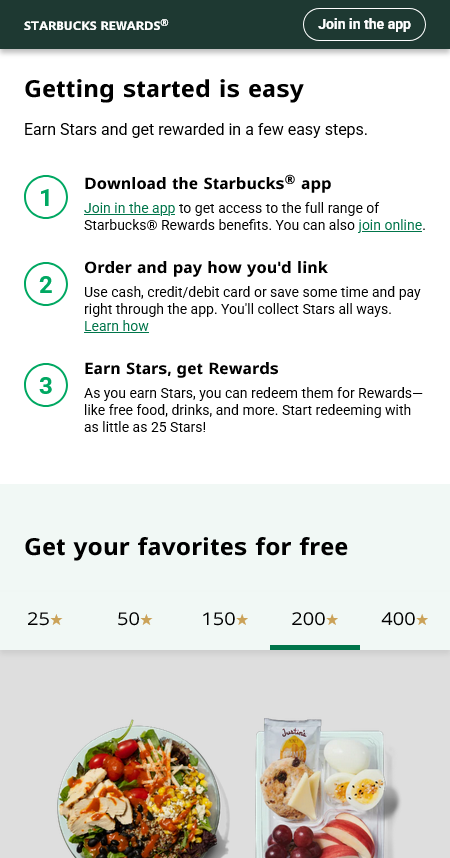 STARBUCKS REWARDS®
Join in the app
Getting started is easy
Earn Stars and get rewarded in a few easy steps.
1
Download the Starbucks® app
Join in the app to get access to the full range of
Starbucks® Rewards benefits. You can also join online.
2
Order and pay how you'd link
Use cash, credit/debit card or save some time and pay
right through the app. You'll collect Stars all ways.
Learn how
3
Earn Stars, get Rewards
As you earn Stars, you can redeem them for Rewards—
like free food, drinks, and more. Start redeeming with
as little as 25 Stars!
Get your favorites for free
25★ 50★ 150★ 200★ 400★
Justin's